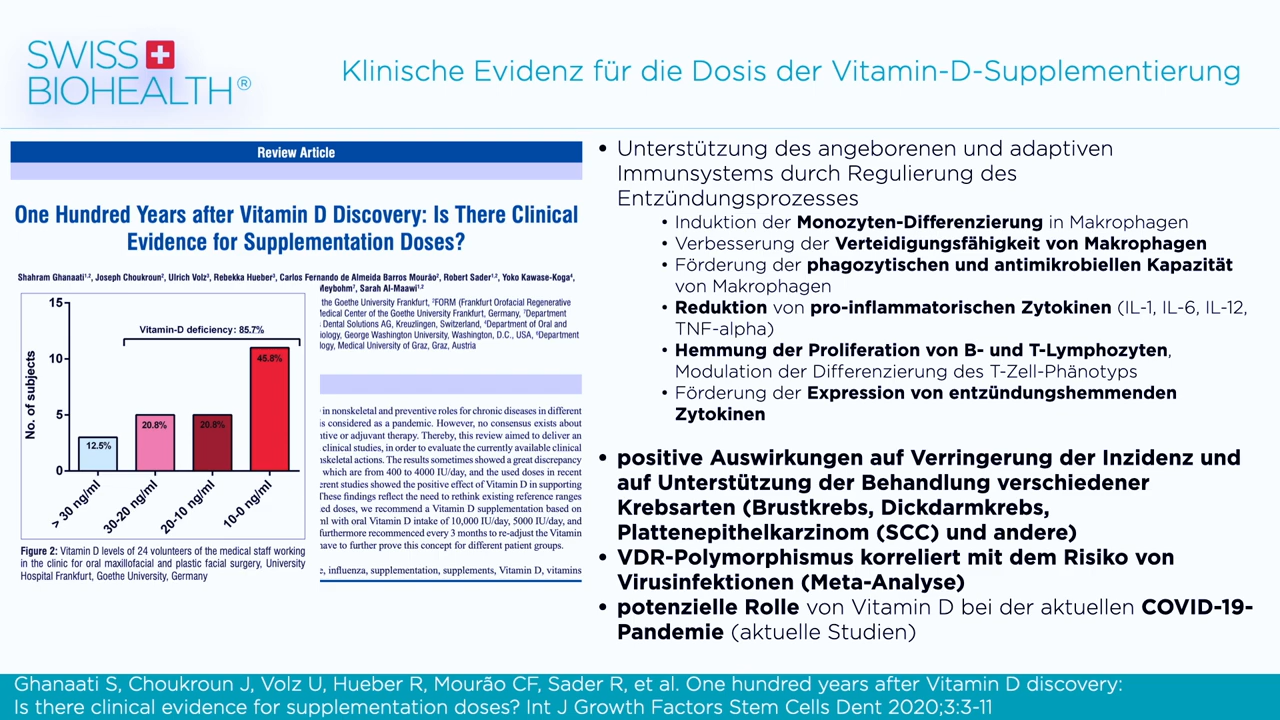 SWISS
BIOHEALTH®
Klinische Evidenz für die Dosis der Vitamin-D-Supplementierung
Review Article
One Hundred Years after Vitamin D Discovery: Is There Clinical
Evidence for Supplementation Doses?
Shahram Ghanaati1,2, Joseph Choukroun2, Ulrich Volz3, Rebekka Hueber3, Carlos Fernando de Almeida Barros Mourão2, Robert Sader1,2, Yoko Kawase-Koga4,
Meybohm7, Sarah Al-Maawi1,2
the Goethe University Frankfurt, 2FORM (Frankfurt Orofacial Regenerative
Medical Center of the Goethe University Frankfurt, Germany, 3Department
Dental Solutions AG, Kreuzlingen, Switzerland, 4Department of Oral and
iology, George Washington University, Washington, D.C., USA, 6Department
logy, Medical University of Graz, Graz, Austria
in nonskeletal and preventive roles for chronic diseases in different
is considered as a pandemic. However, no consensus exists about
ntive or adjuvant therapy. Thereby, this review aimed to deliver an
clinical studies, in order to evaluate the currently available clinical
nskeletal actions. The results sometimes showed a great discrepancy
which are from 400 to 4000 IU/day, and the used doses in recent
erent studies showed the positive effect of Vitamin D in supporting
These findings reflect the need to rethink existing reference ranges
ed doses, we recommend a Vitamin D supplementation based on
ml with oral Vitamin D intake of 10,000 IU/day, 5000 IU/day, and
furthermore recommended every 3 months to re-adjust the Vitamin
have to further prove this concept for different patient groups.
e, influenza, supplementation, supplements, Vitamin D, vitamins
No. of subjects
15
10
5
0
Vitamin-D deficiency: 85.7%
12.5%
20.8%
20.8%
45.8%
> 30 ng/ml
30-20 ng/ml
20-10 ng/ml
10-0 ng/ml
Figure 2: Vitamin D levels of 24 volunteers of the medical staff working
in the clinic for oral maxillofacial and plastic facial surgery, University
Hospital Frankfurt, Goethe University, Germany
• Unterstützung des angeborenen und adaptiven
Immunsystems durch Regulierung des
Entzündungsprozesses
• Induktion der Monozyten-Differenzierung in Makrophagen
• Verbesserung der Verteidigungsfähigkeit von Makrophagen
• Förderung der phagozytischen und antimikrobiellen Kapazität
von Makrophagen
• Reduktion von pro-inflammatorischen Zytokinen (IL-1, IL-6, IL-12,
TNF-alpha)
• Hemmung der Proliferation von B- und T-Lymphozyten,
Modulation der Differenzierung des T-Zell-Phänotyps
• Förderung der Expression von entzündungshemmenden
Zytokinen
• positive Auswirkungen auf Verringerung der Inzidenz und
auf Unterstützung der Behandlung verschiedener
Krebsarten (Brustkrebs, Dickdarmkrebs,
Plattenepithelkarzinom (SCC) und andere)
• VDR-Polymorphismus korreliert mit dem Risiko von
Virusinfektionen (Meta-Analyse)
• potenzielle Rolle von Vitamin D bei der aktuellen COVID-19-
Pandemie (aktuelle Studien)
Ghanaati S, Choukroun J, Volz U, Hueber R, Mourão CF, Sader R, et al. One hundred years after Vitamin D discovery:
Is there clinical evidence for supplementation doses? Int J Growth Factors Stem Cells Dent 2020;3:3-11